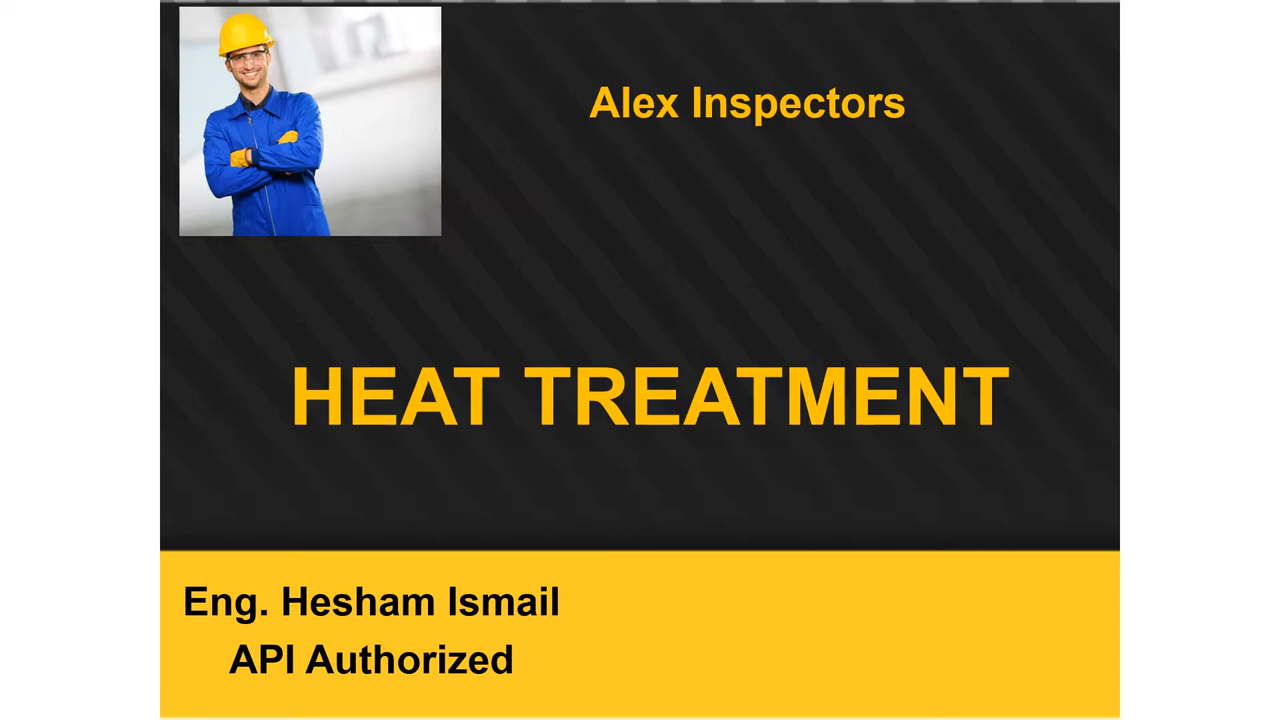 Alex Inspectors
HEAT TREATMENT
Eng. Hesham Ismail
API Authorized